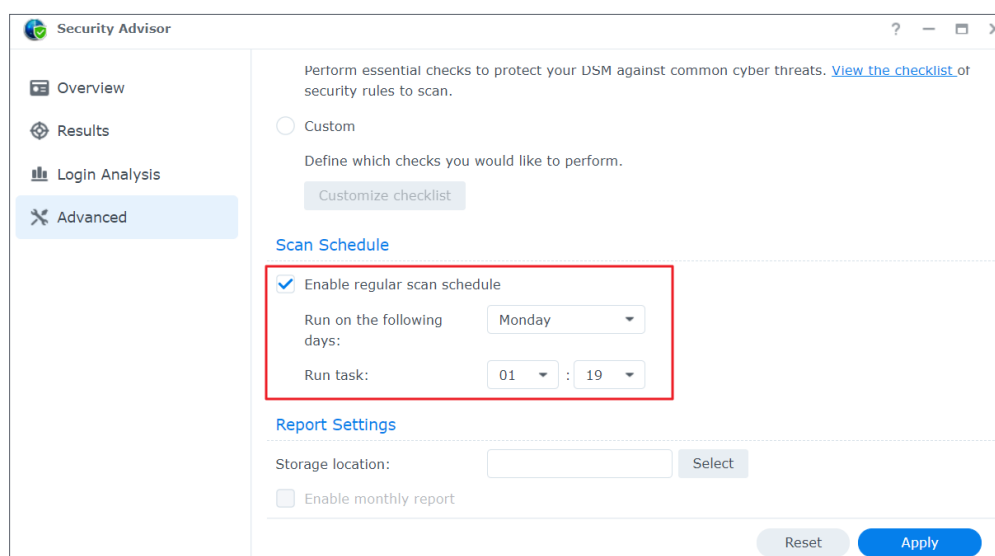 Security Advisor
?
Overview
Results
Login Analysis
Advanced
Perform essential checks to protect your DSM against common cyber threats. View the checklist of
security rules to scan.
Custom
Define which checks you would like to perform.
Customize checklist
Scan Schedule
Enable regular scan schedule
Run on the following
days:
Monday
Run task:
01 : 19
Report Settings
Storage location:
Select
Enable monthly report
Reset
Apply